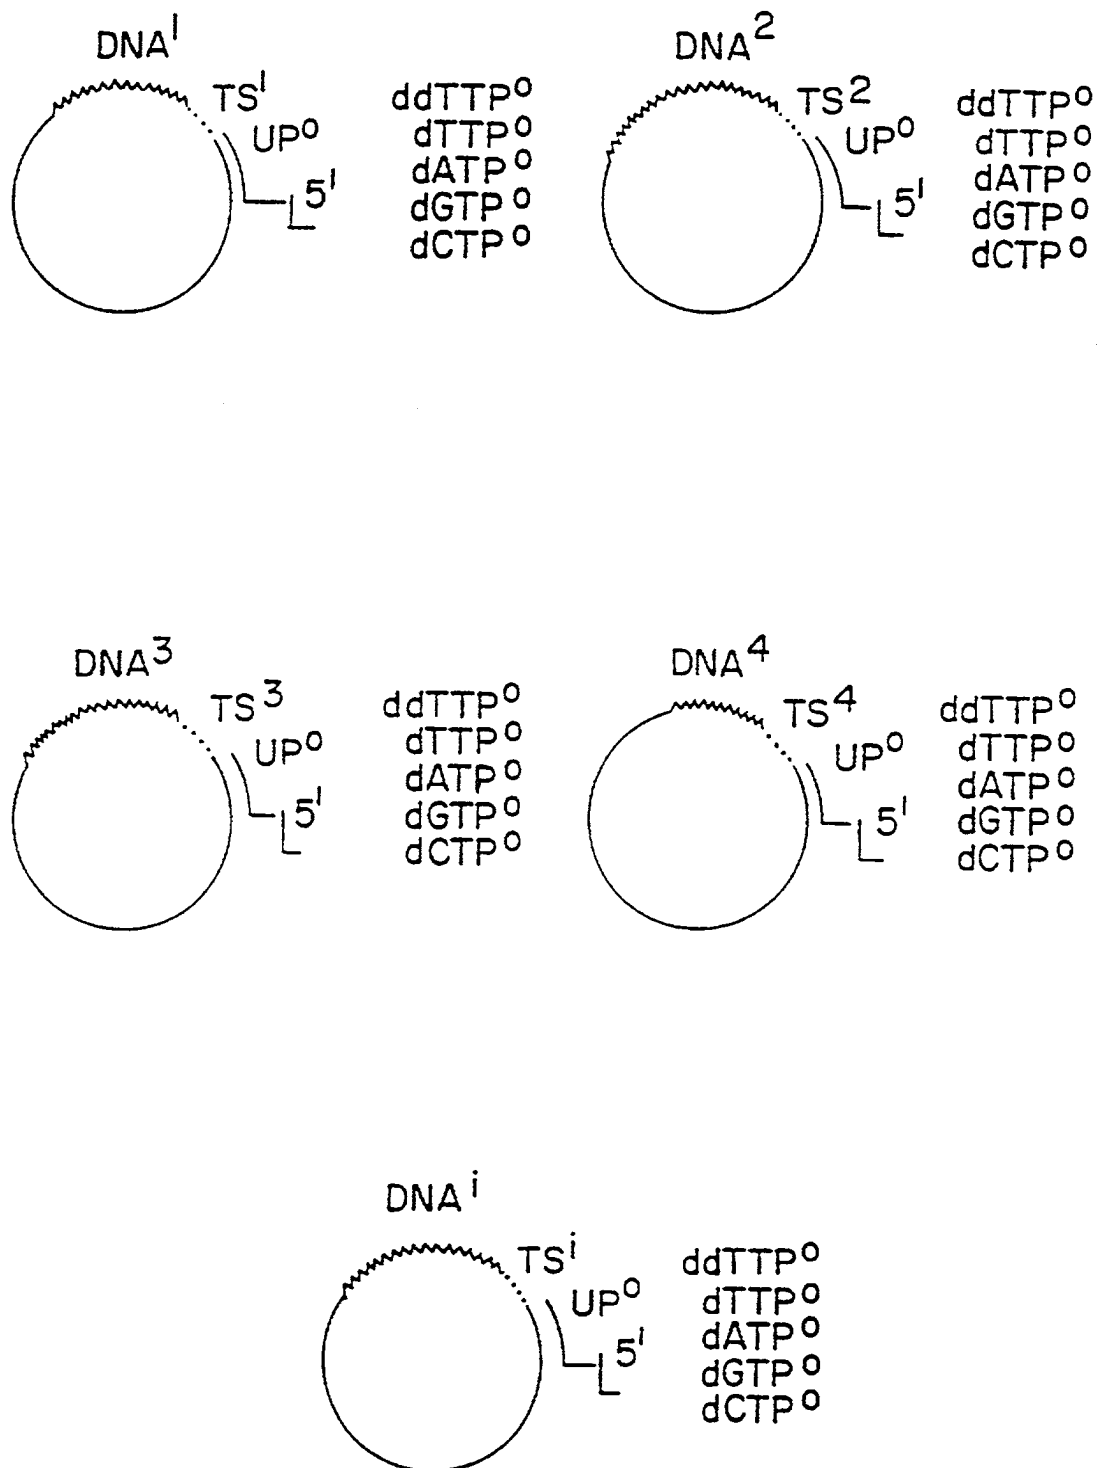 DNA¹
TS¹
UP⁰
5'
L
ddTTP⁰
dTTP⁰
dATP⁰
dGTP⁰
dCTP⁰
DNA²
TS²
UP⁰
5'
L
ddTTP⁰
dTTP⁰
dATP⁰
dGTP⁰
dCTP⁰
DNA³
TS³
UP⁰
5'
L
ddTTP⁰
dTTP⁰
dATP⁰
dGTP⁰
dCTP⁰
DNA⁴
TS⁴
UP⁰
5'
L
ddTTP⁰
dTTP⁰
dATP⁰
dGTP⁰
dCTP⁰
DNAⁱ
TSⁱ
UP⁰
5'
L
ddTTP⁰
dTTP⁰
dATP⁰
dGTP⁰
dCTP⁰